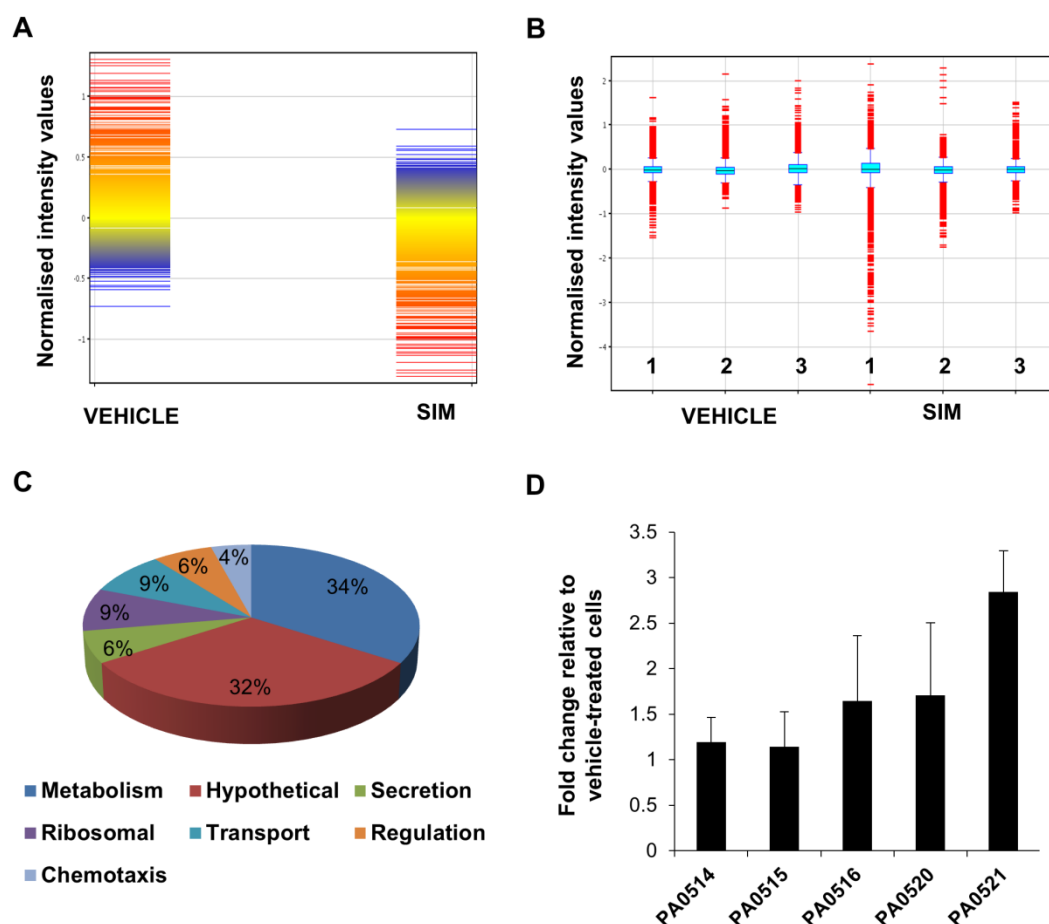 A
Normalised intensity values
1
0.5
0
-0.5
-1
VEHICLE
SIM
B
Normalised intensity values
2
1
0
-1
-2
-3
-4
1 2 3 1 2 3
VEHICLE
SIM
C
34%
32%
6%
9%
9%
6%
4%
Metabolism Hypothetical Secretion
Ribosomal Transport Regulation
Chemotaxis
D
Fold change relative to
vehicle-treated cells
3.5
3
2.5
2
1.5
1
0.5
0
PA0514
PA0515
PA0516
PA0520
PA0521